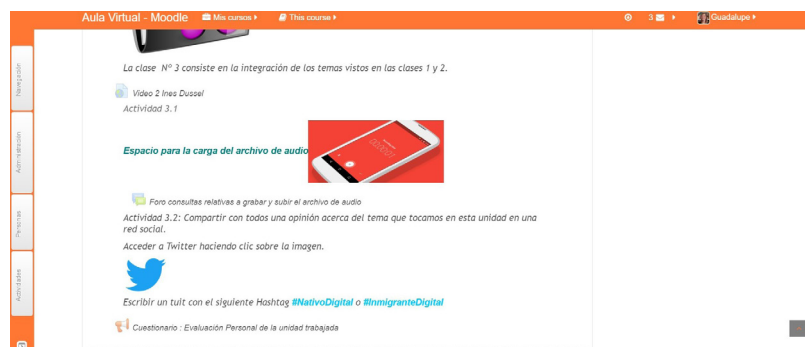 Aula Virtual - Moodle Mis cursos This course 3 Guadalupe
La clase Nº 3 consiste en la integración de los temas vistos en las clases 1 y 2.
Navegación
Video 2 Ines Dussel
Actividad 3.1
Administración
Espacio para la carga del archivo de audio
Personas
Foro consultas relativas a grabar y subir el archivo de audio
Actividad 3.2: Compartir con todos una opinión acerca del tema que tocamos en esta unidad en una
red social.
Acceder a Twitter haciendo clic sobre la imagen.
Actividades
Escribir un tuit con el siguiente Hashtag #NativoDigital o #InmigranteDigital
Cuestionario : Evaluación Personal de la unidad trabajada